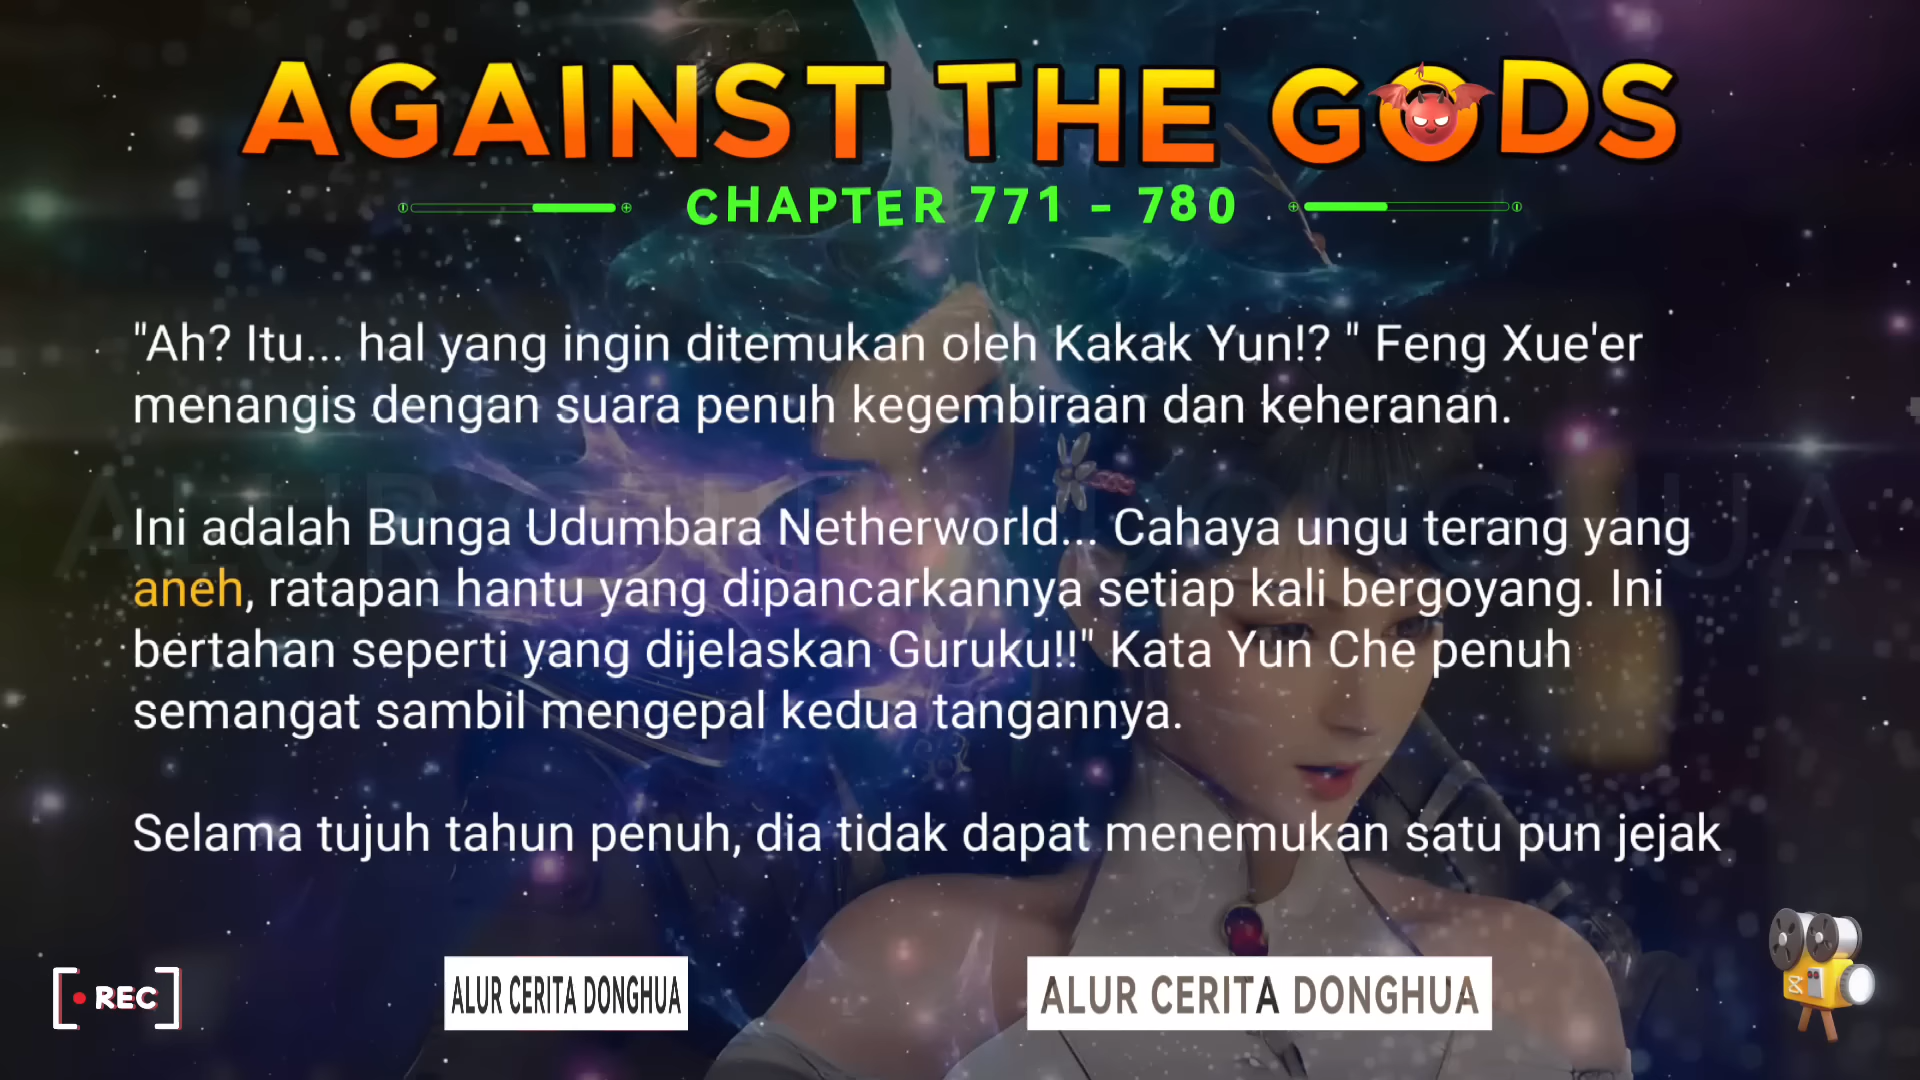 AGAINST THE GODS
CHAPTER 771 - 780
"Ah? Itu... hal yang ingin ditemukan oleh Kakak Yun!? " Feng Xue'er
menangis dengan suara penuh kegembiraan dan keheranan.
Ini adalah Bunga Udumbara Netherworld... Cahaya ungu terang yang
aneh, ratapan hantu yang dipancarkannya setiap kali bergoyang. Ini
bertahan seperti yang dijelaskan Guruku!!" Kata Yun Che penuh
semangat sambil mengepal kedua tangannya.
Selama tujuh tahun penuh, dia tidak dapat menemukan satu pun jejak
ALUR CERITA DONGHUA
REC
ALUR CERITA DONGHUA
ALUR CERITA DONGHUA